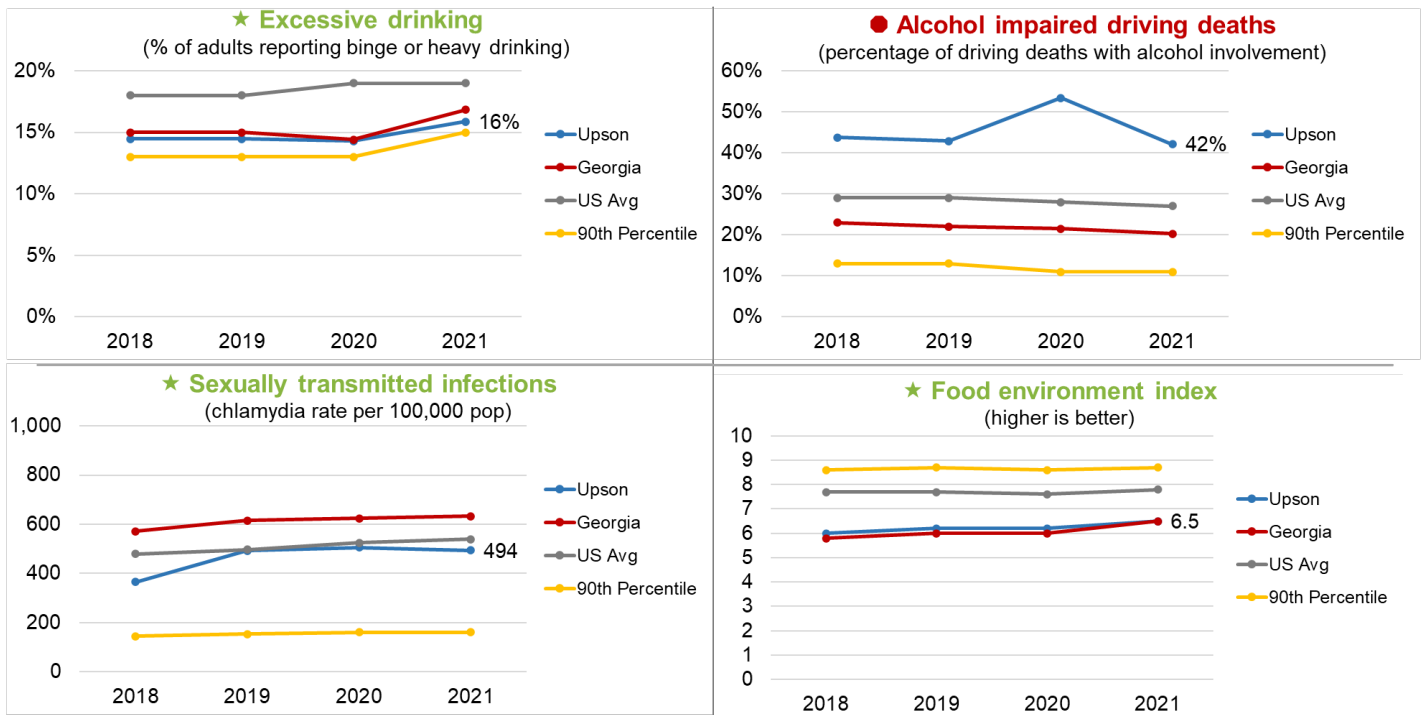 ★ Excessive drinking
(% of adults reporting binge or heavy drinking)
20%
15%
10%
5%
0%
2018 2019 2020 2021
16%
Upson
Georgia
US Avg
90th Percentile
Alcohol impaired driving deaths
(percentage of driving deaths with alcohol involvement)
60%
50%
40%
30%
20%
10%
0%
2018 2019 2020 2021
42%
Upson
Georgia
US Avg
90th Percentile
★ Sexually transmitted infections
(chlamydia rate per 100,000 pop)
1,000
800
600
400
200
0
2018 2019 2020 2021
494
Upson
Georgia
US Avg
90th Percentile
★ Food environment index
(higher is better)
10
9
8
7
6
5
4
3
2
1
0
2018 2019 2020 2021
6.5
Upson
Georgia
US Avg
90th Percentile